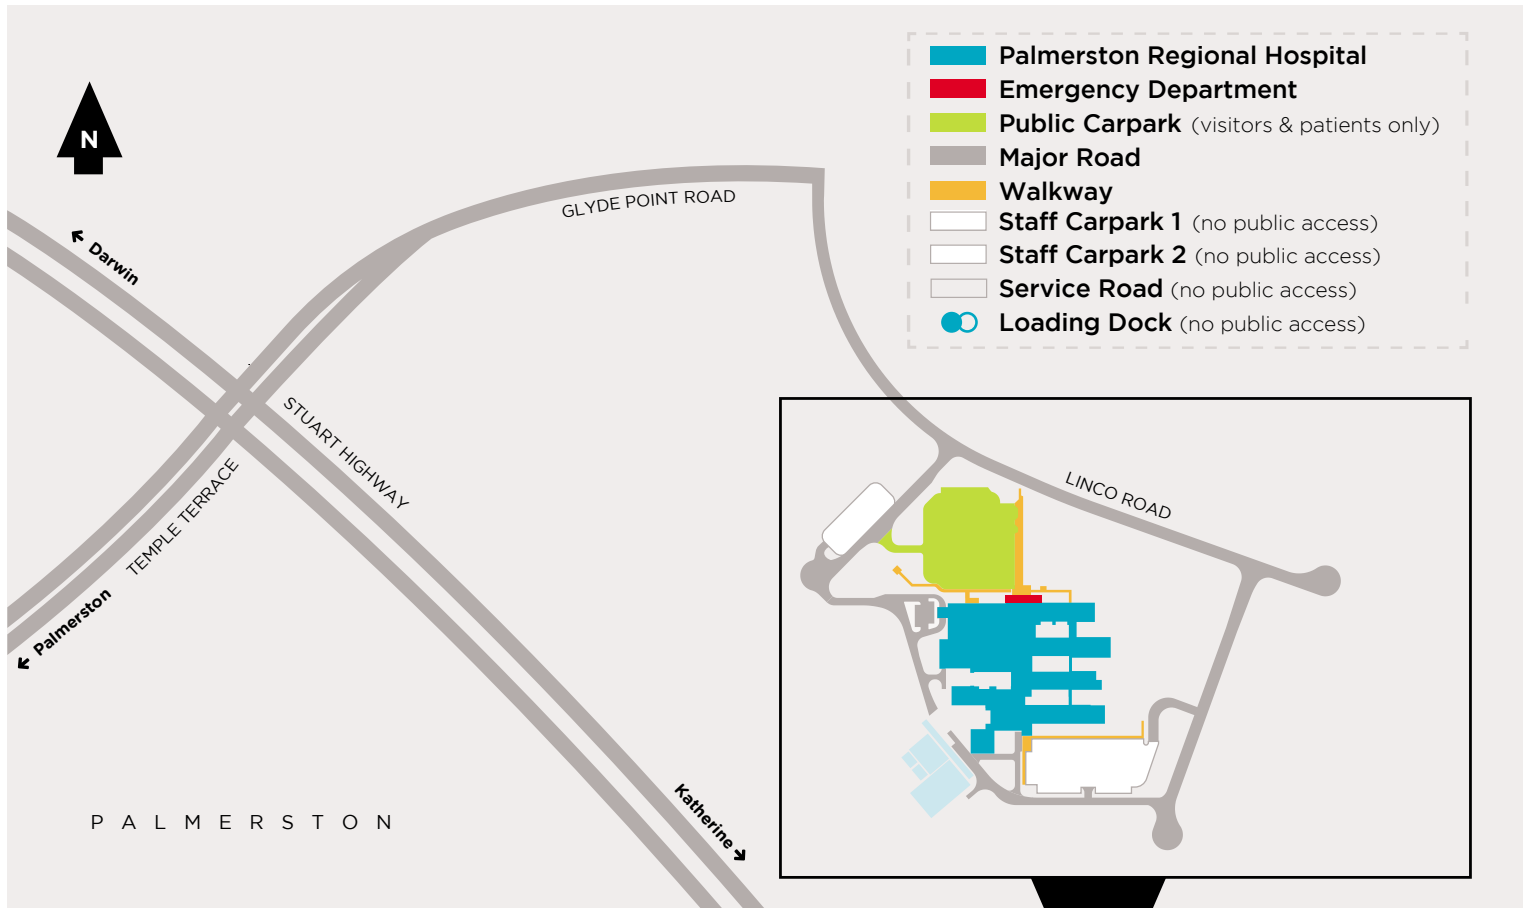 N
Palmerston Regional Hospital
Emergency Department
Public Carpark (visitors & patients only)
Major Road
Walkway
Staff Carpark 1 (no public access)
Staff Carpark 2 (no public access)
Service Road (no public access)
Loading Dock (no public access)
GLYDE POINT ROAD
Darwin
STUART HIGHWAY
LINCO ROAD
TEMPLE TERRACE
Palmerston
Katherine
PALMERSTON